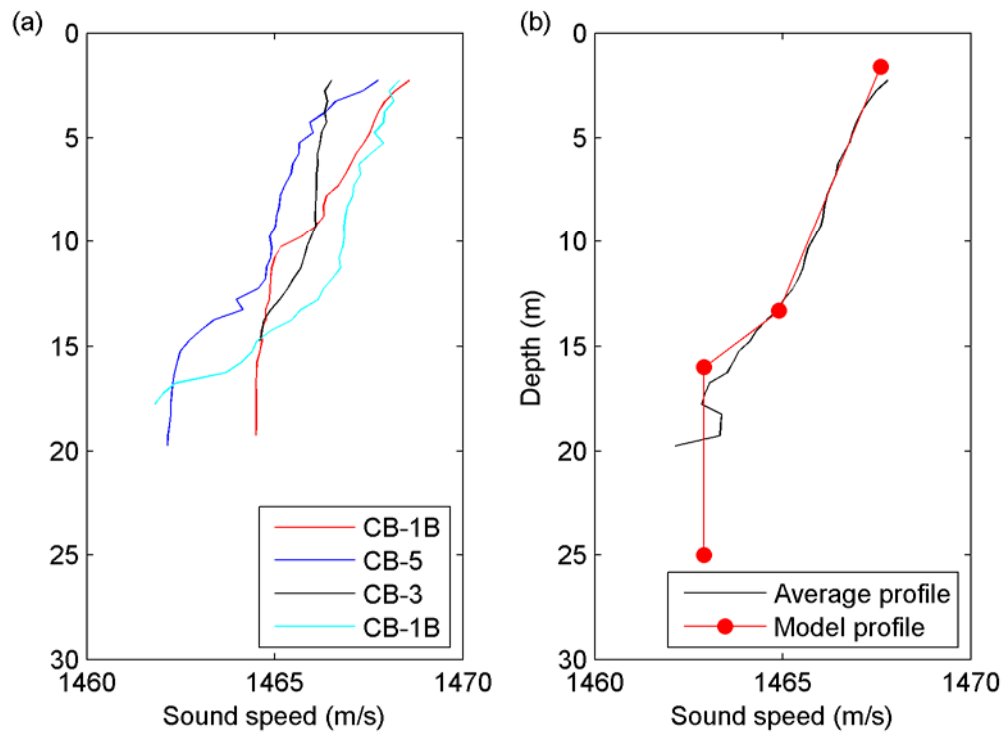 (a)
0
5
10
15
20
25
30
1460
1465
1470
Sound speed (m/s)
CB-1B
CB-5
CB-3
CB-1B
(b)
0
5
10
15
20
25
30
Depth (m)
1460
1465
1470
Sound speed (m/s)
Average profile
Model profile